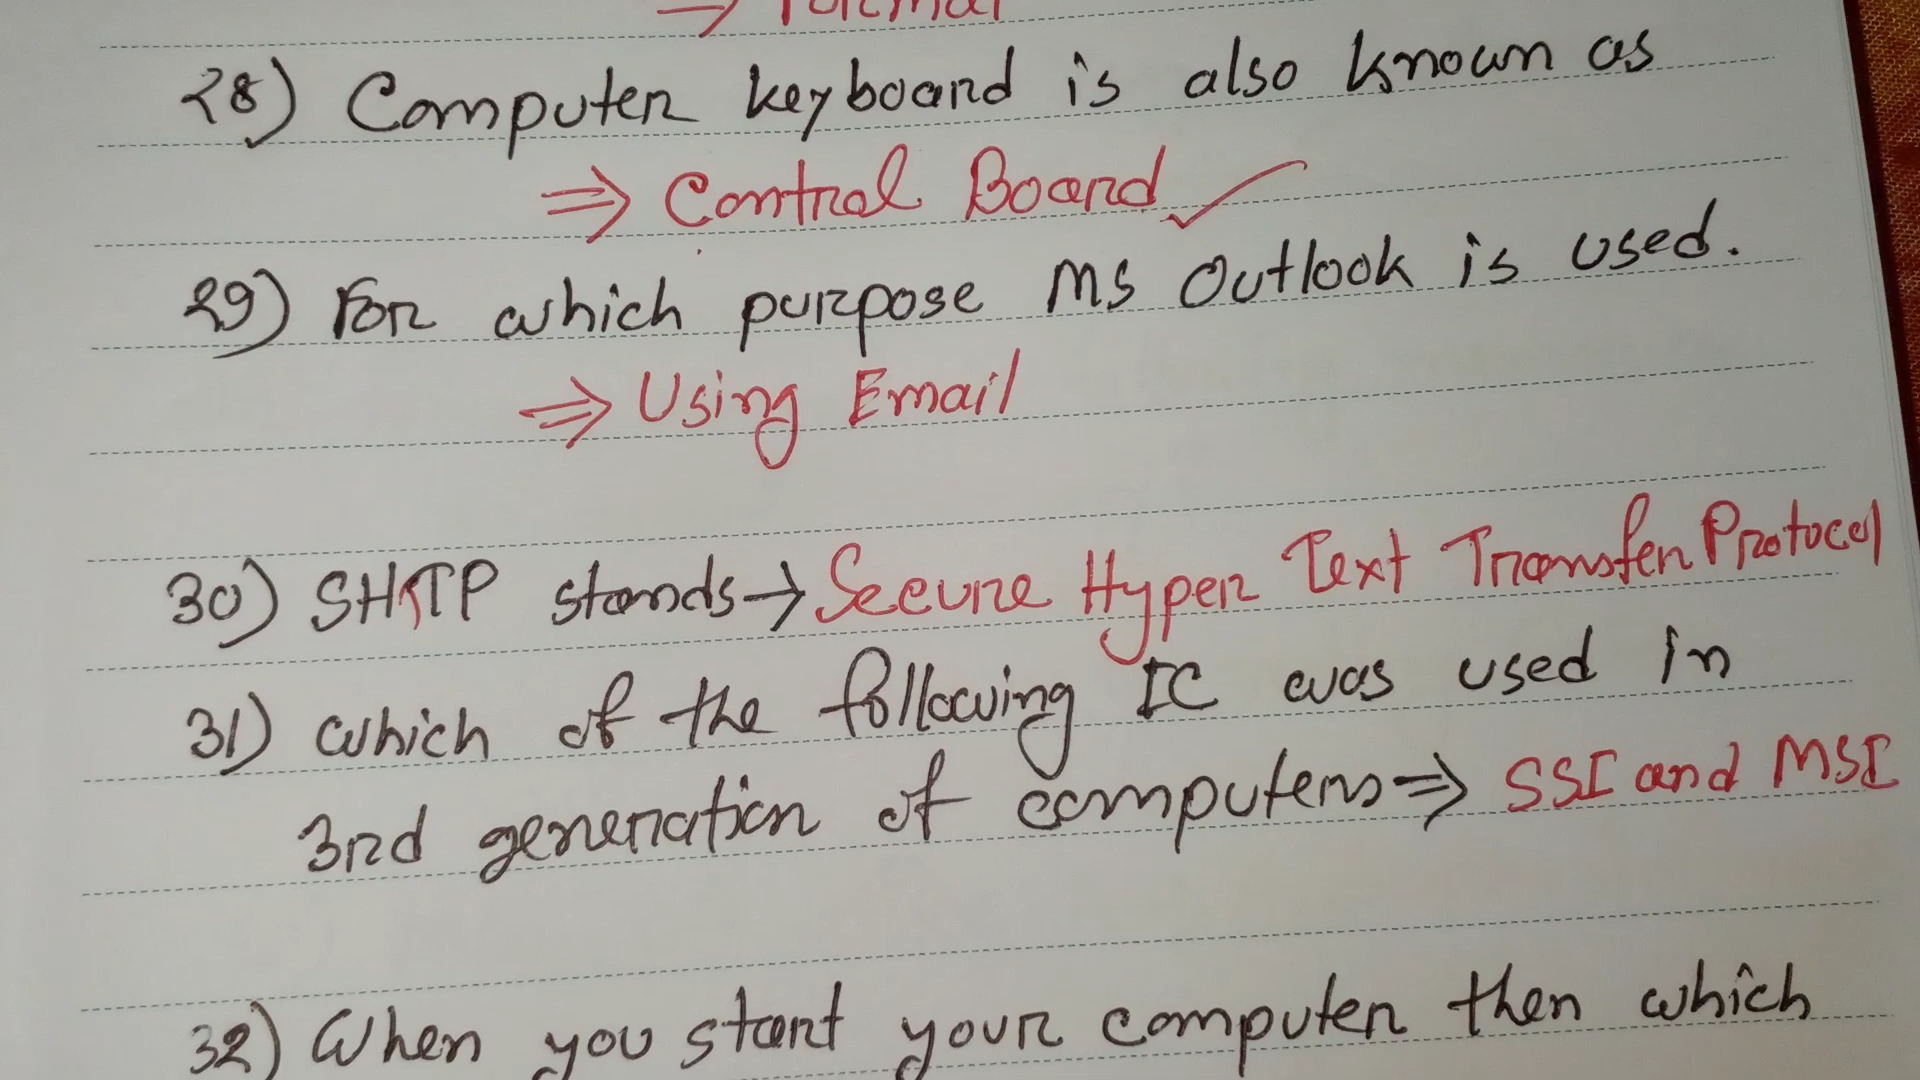 ⇒ Format
28) Computer keyboard is also known as
⇒ Control Board ✓
29) For which purpose MS Outlook is used.
⇒ Using Email
30) SHTTP stands → Secure Hyper Text Transfer Protocol
31) which of the following IC was used in
3rd generation of computers ⇒ SSI and MSI
32) When you start your computer then which